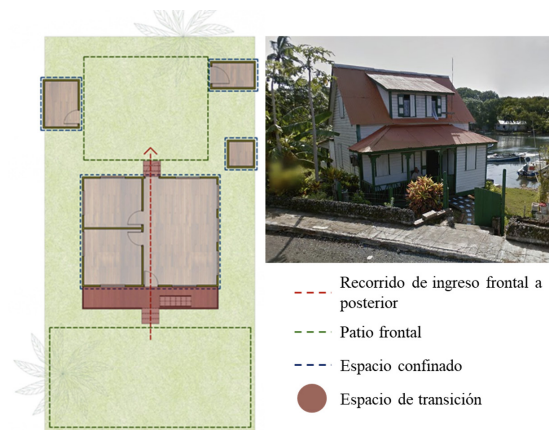 Recorrido de ingreso frontal a
posterior
Patio frontal
Espacio confinado
Espacio de transición